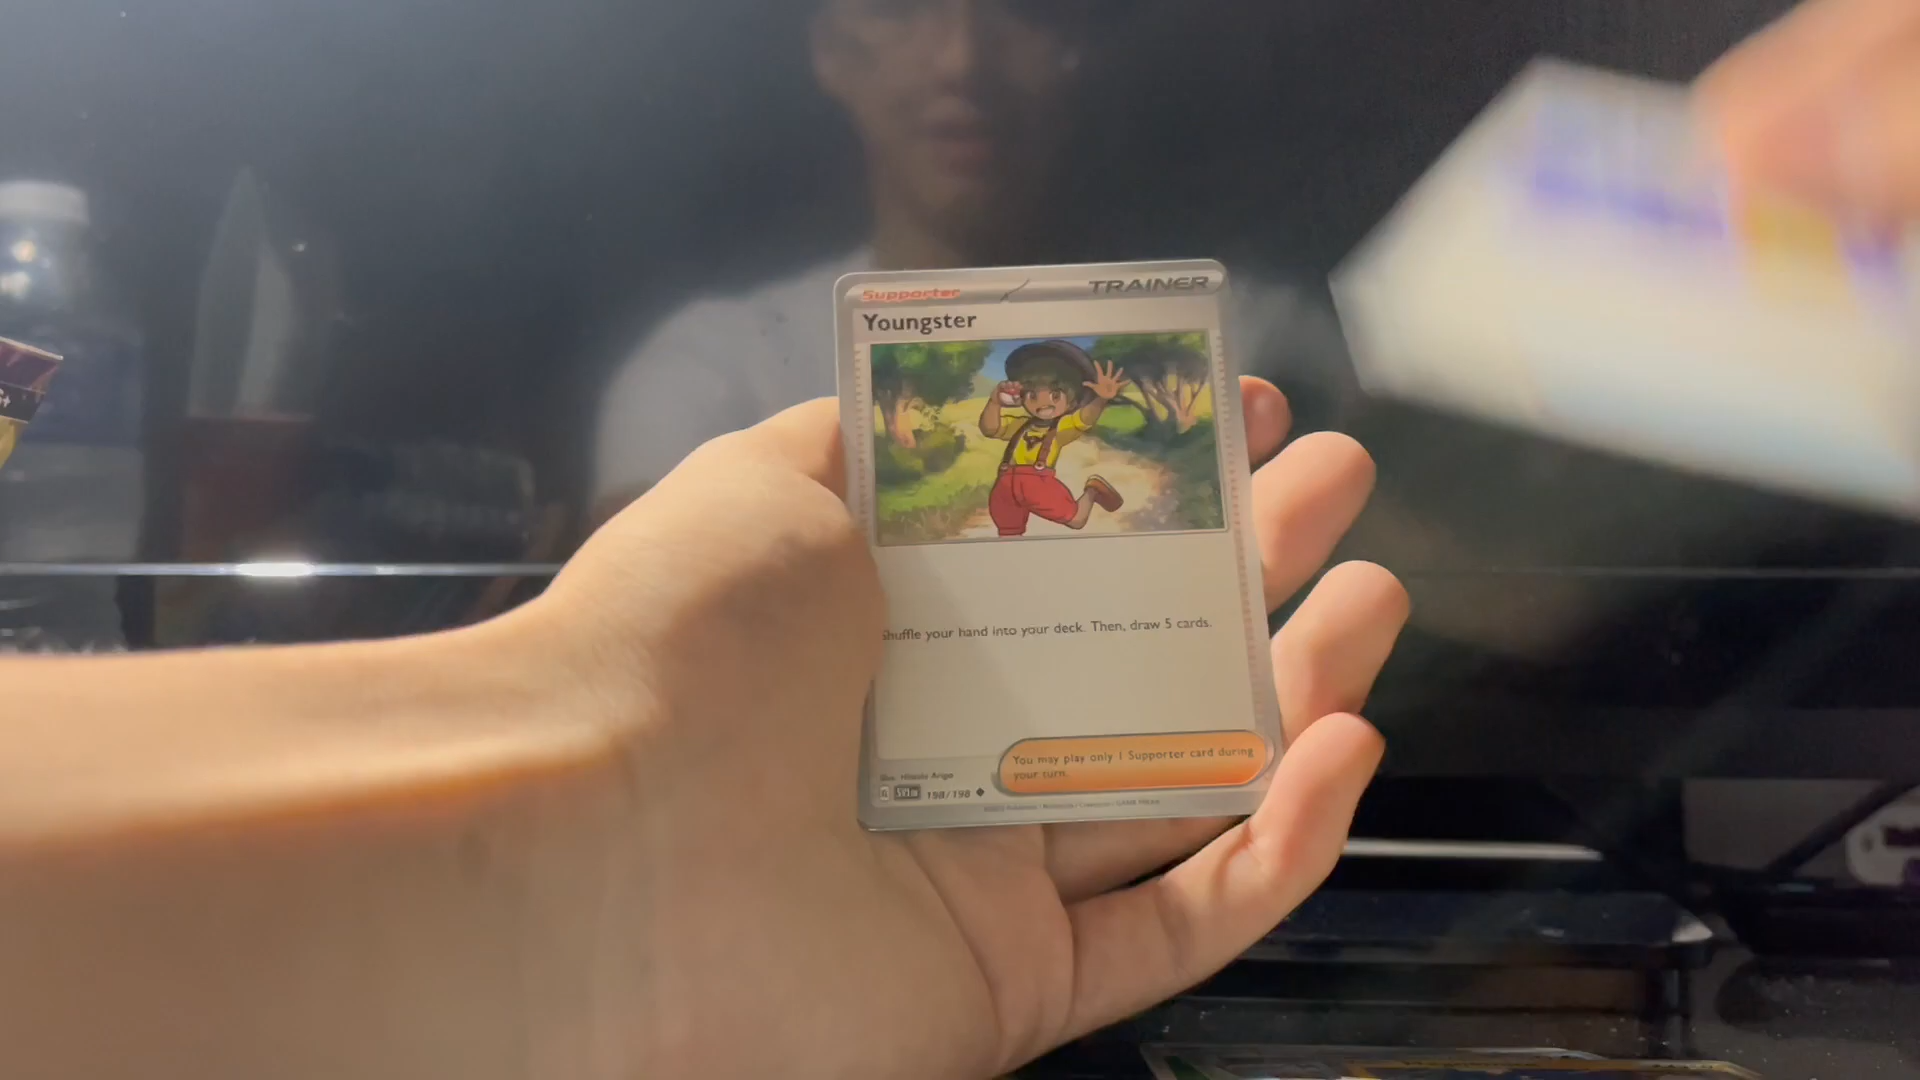 Supporter TRAINER
Youngster
Shuffle your hand into your deck. Then, draw 5 cards.
You may play only 1 Supporter card during
your turn.
198/198